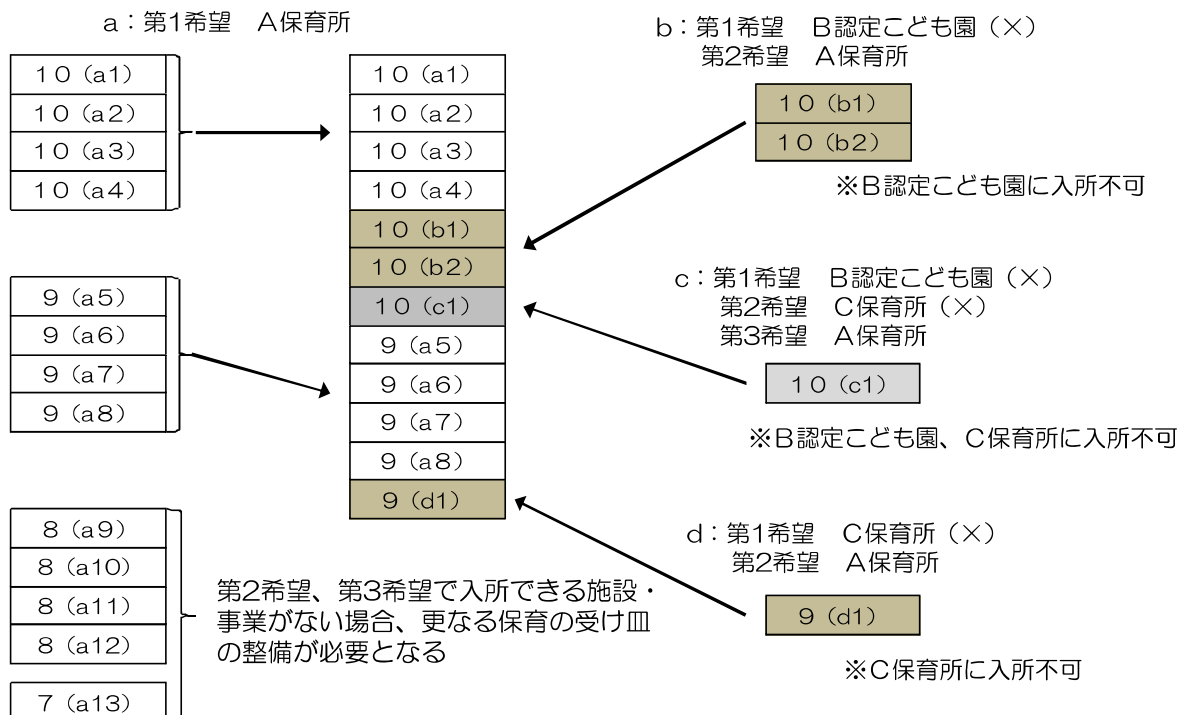 a：第1希望　A保育所
10（a1）
10（a2）
10（a3）
10（a4）
9（a5）
9（a6）
9（a7）
9（a8）
8（a9）
8（a10）
8（a11）
8（a12）
7（a13）
10（a1）
10（a2）
10（a3）
10（a4）
10（b1）
10（b2）
10（c1）
9（a5）
9（a6）
9（a7）
9（a8）
9（d1）
第2希望、第3希望で入所できる施設・
事業がない場合、更なる保育の受け皿
の整備が必要となる
b：第1希望　B認定こども園（×）
第2希望　A保育所
10（b1）
10（b2）
※B認定こども園に入所不可
c：第1希望　B認定こども園（×）
第2希望　C保育所（×）
第3希望　A保育所
10（c1）
※B認定こども園、C保育所に入所不可
d：第1希望　C保育所（×）
第2希望　A保育所
9（d1）
※C保育所に入所不可